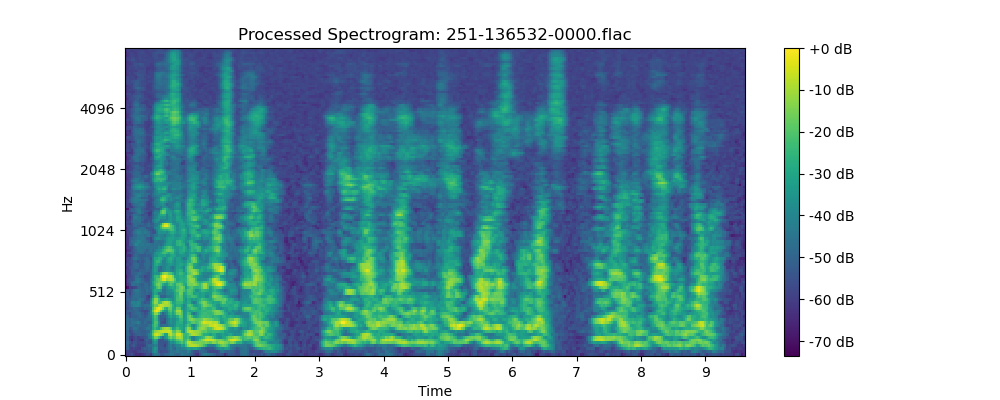 Processed Spectrogram: 251-136532-0000.flac
Hz
4096
2048
1024
512
0
0 1 2 3 4 5 6 7 8 9
Time
+0 dB
-10 dB
-20 dB
-30 dB
-40 dB
-50 dB
-60 dB
-70 dB